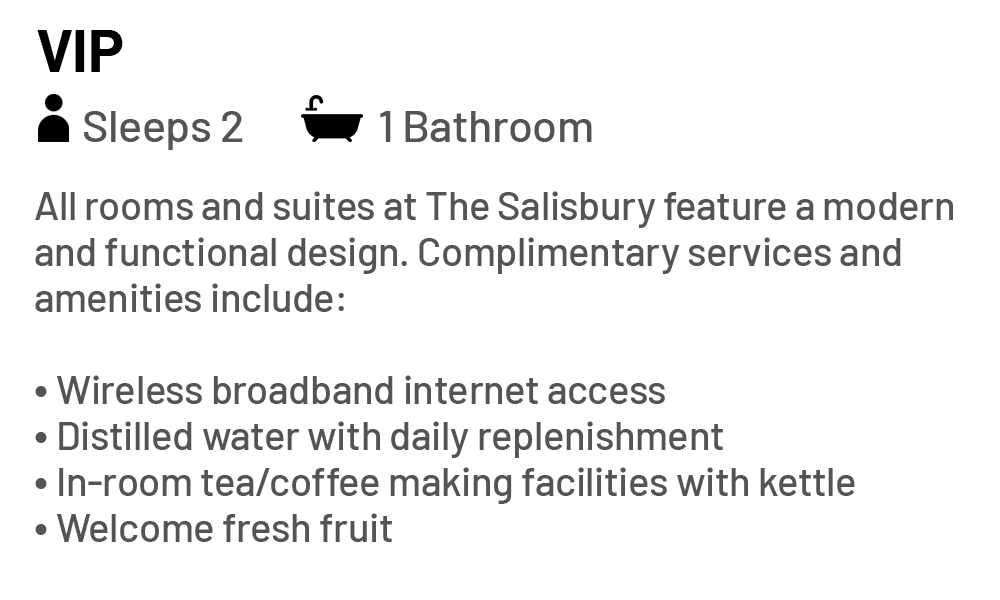 VIP
Sleeps 2 1 Bathroom
All rooms and suites at The Salisbury feature a modern
and functional design. Complimentary services and
amenities include:
• Wireless broadband internet access
• Distilled water with daily replenishment
• In-room tea/coffee making facilities with kettle
• Welcome fresh fruit